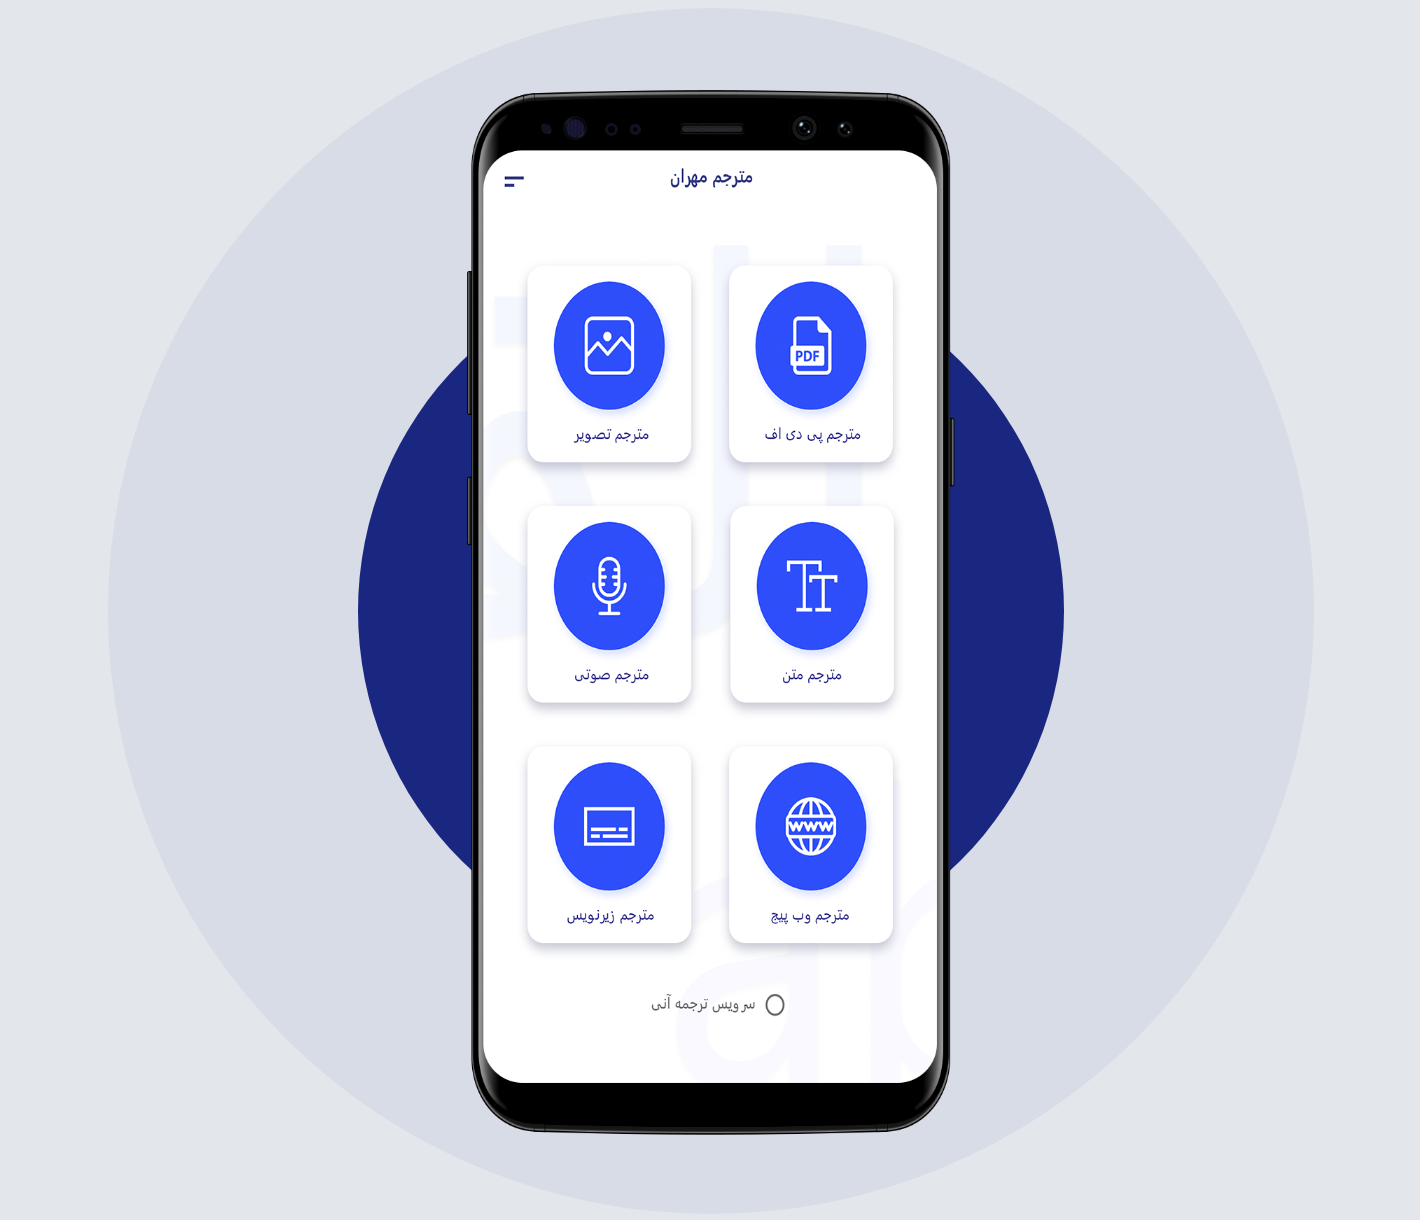 مترجم مهران
PDF
مترجم پی دی اف
مترجم تصویر
TT
مترجم متن
مترجم صوتی
www
مترجم وب پیج
مترجم زیرنویس
سرویس ترجمه آنی